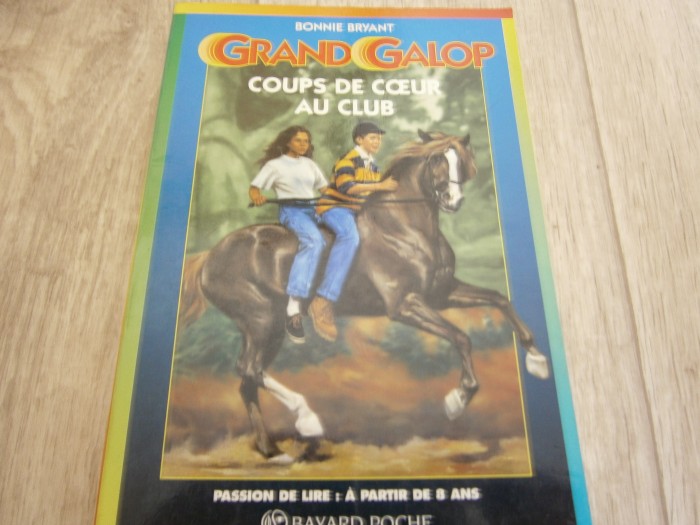 BONNIE BRYANT
GRAND GALOP
COUPS DE CŒUR
AU CLUB
PASSION DE LIRE : À PARTIR DE 8 ANS
BAYARD POCHE